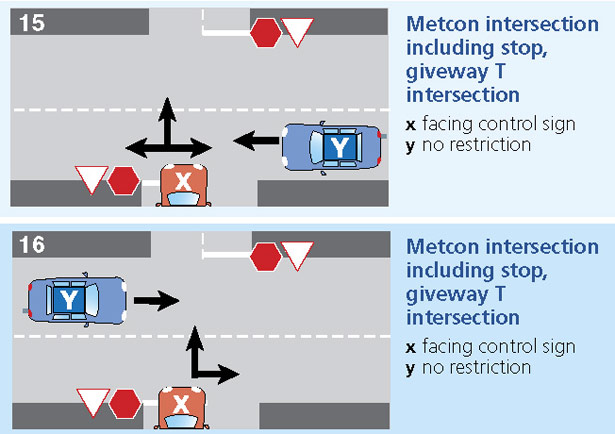 15
Metcon intersection
including stop,
giveway T
intersection
x facing control sign
y no restriction
Y
X
16
Metcon intersection
including stop,
giveway T
intersection
x facing control sign
y no restriction
Y
X